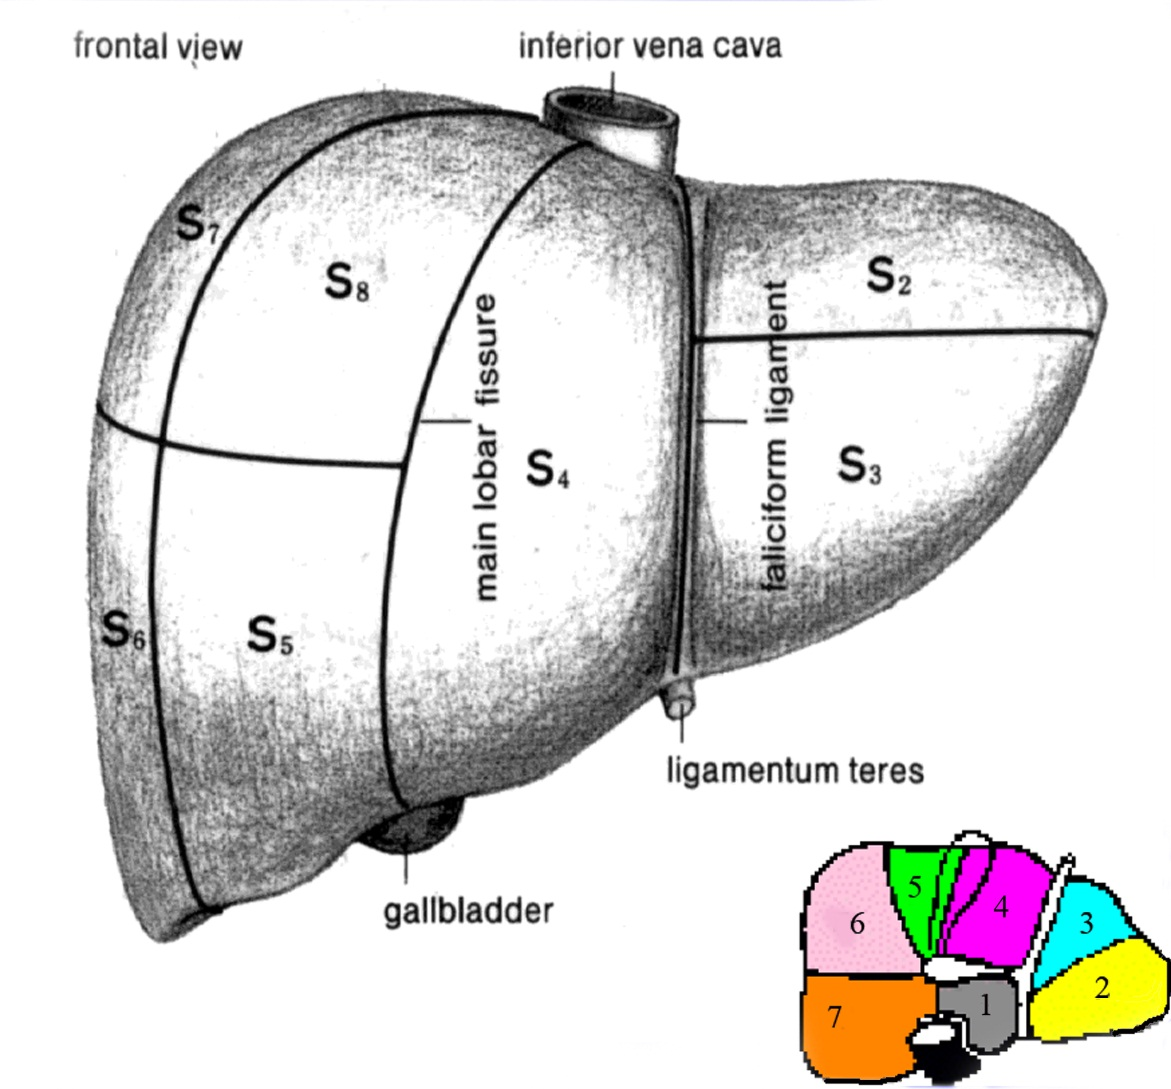 frontal view
inferior vena cava
S7
S8
S2
main lobar fissure
faliciform ligament
S4
S3
S6
S5
ligamentum teres
gallbladder
5
4
6
3
2
1
7